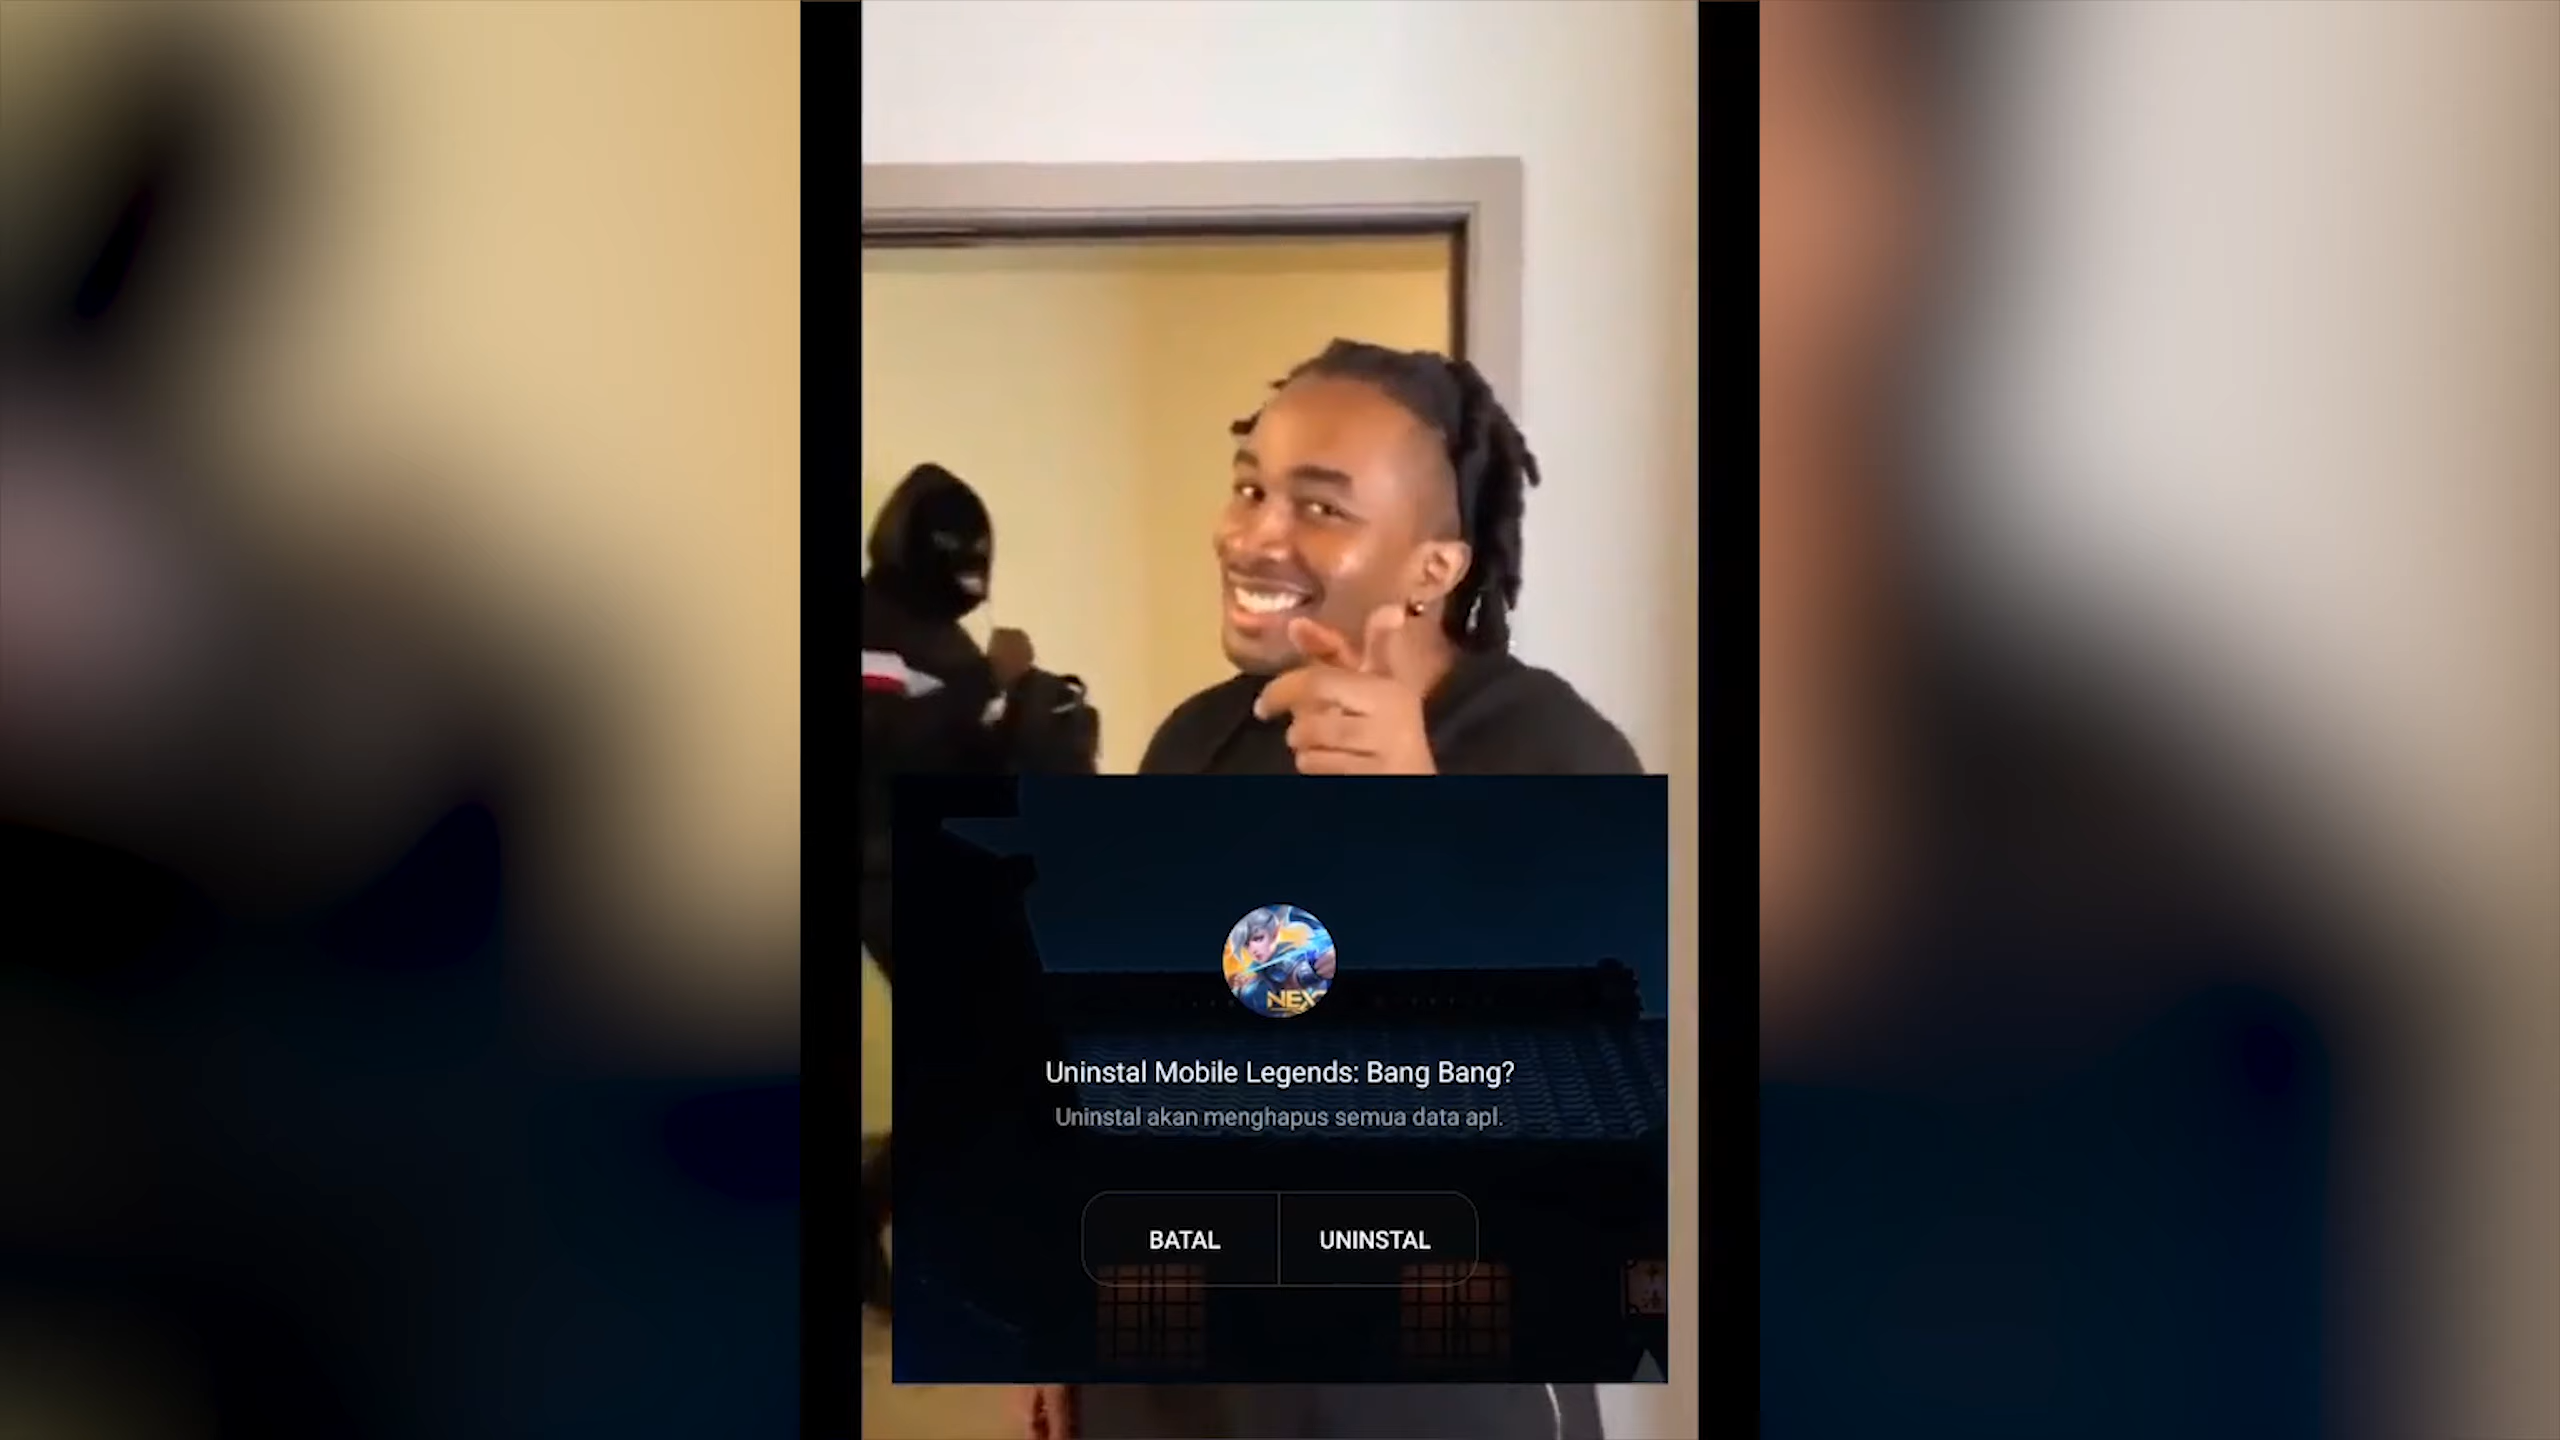 NEX
Uninstal Mobile Legends: Bang Bang?
Uninstal akan menghapus semua data apl.
BATAL
UNINSTAL